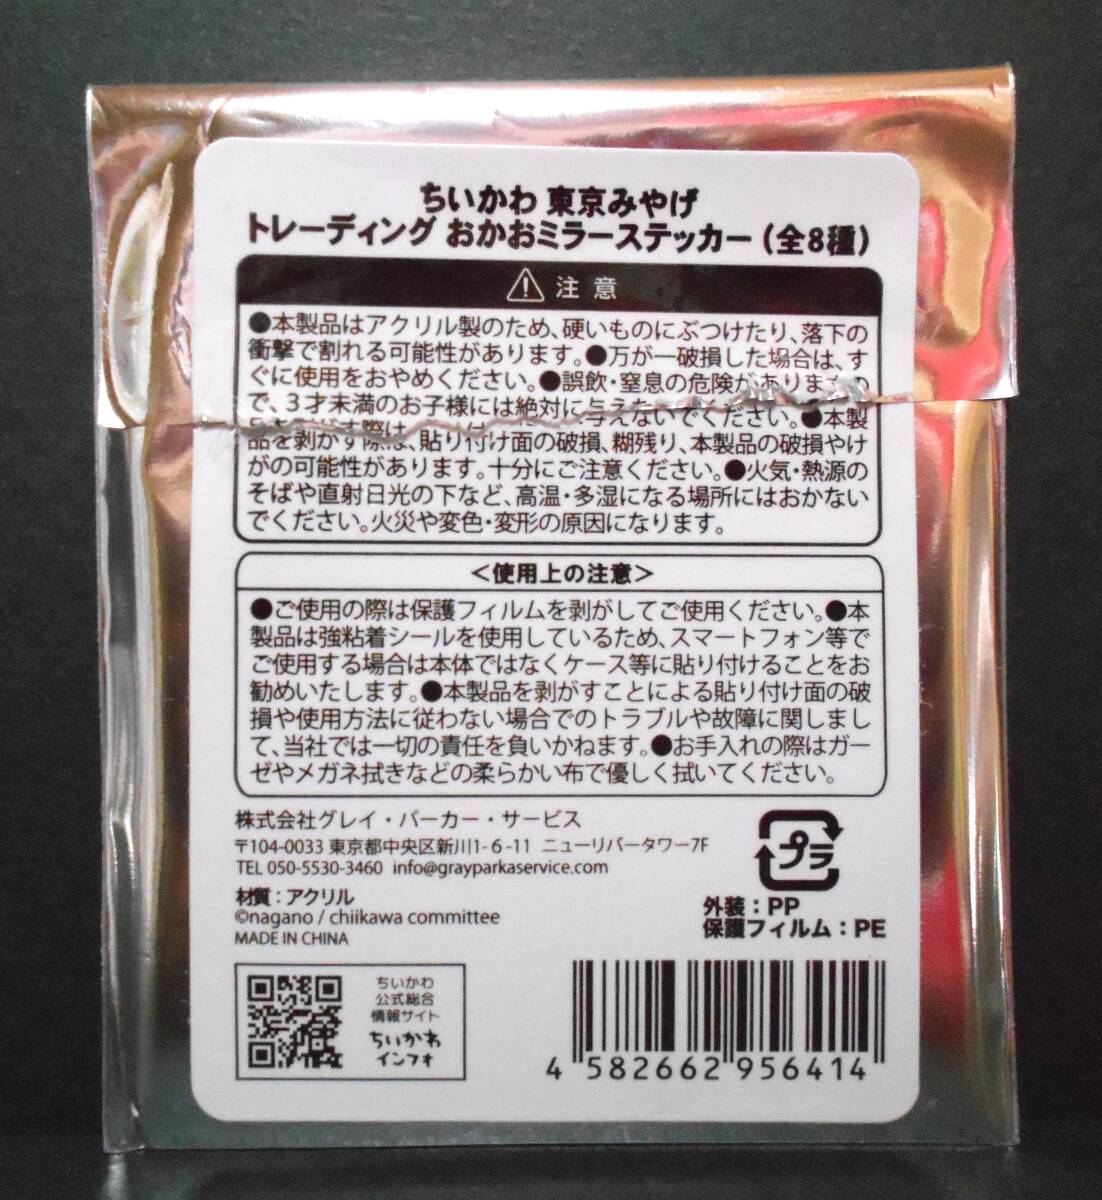 ちいかわ 東京みやげ
トレーディング おかおミラーステッカー（全8種）
注意
●本製品はアクリル製のため、硬いものにぶつけたり、落下の
衝撃で割れる可能性があります。●万が一破損した場合は、す
ぐに使用をおやめください。●誤飲・窒息の危険がありますの
で、3才未満のお子様には絶対に与えないでください。●本製
品を剥がす際は、貼り付け面の破損、糊残り、本製品の破損やけ
がの可能性があります。十分にご注意ください。●火気・熱源の
そばや直射日光の下など、高温・多湿になる場所にはおかない
でください。火災や変色・変形の原因になります。
＜使用上の注意＞
●ご使用の際は保護フィルムを剥がしてご使用ください。●本
製品は強粘着シールを使用しているため、スマートフォン等で
ご使用する場合は本体ではなくケース等に貼り付けることをお
勧めいたします。●本製品を剥がすことによる貼り付け面の破
損や使用方法に従わない場合でのトラブルや故障に関しまし
て、当社では一切の責任を負いかねます。●お手入れの際はガー
ゼやメガネ拭きなどの柔らかい布で優しく拭いてください。
株式会社グレイ・パーカー・サービス
〒104-0033 東京都中央区新川1-6-11 ニューリバータワー7F
TEL 050-5530-3460 info@grayparkaservice.com
材質：アクリル
©nagano / chiikawa committee
MADE IN CHINA
プラ
外装：PP
保護フィルム：PE
ちいかわ
公式総合
情報サイト
ちいかわ
インフォ
4 582662 956414